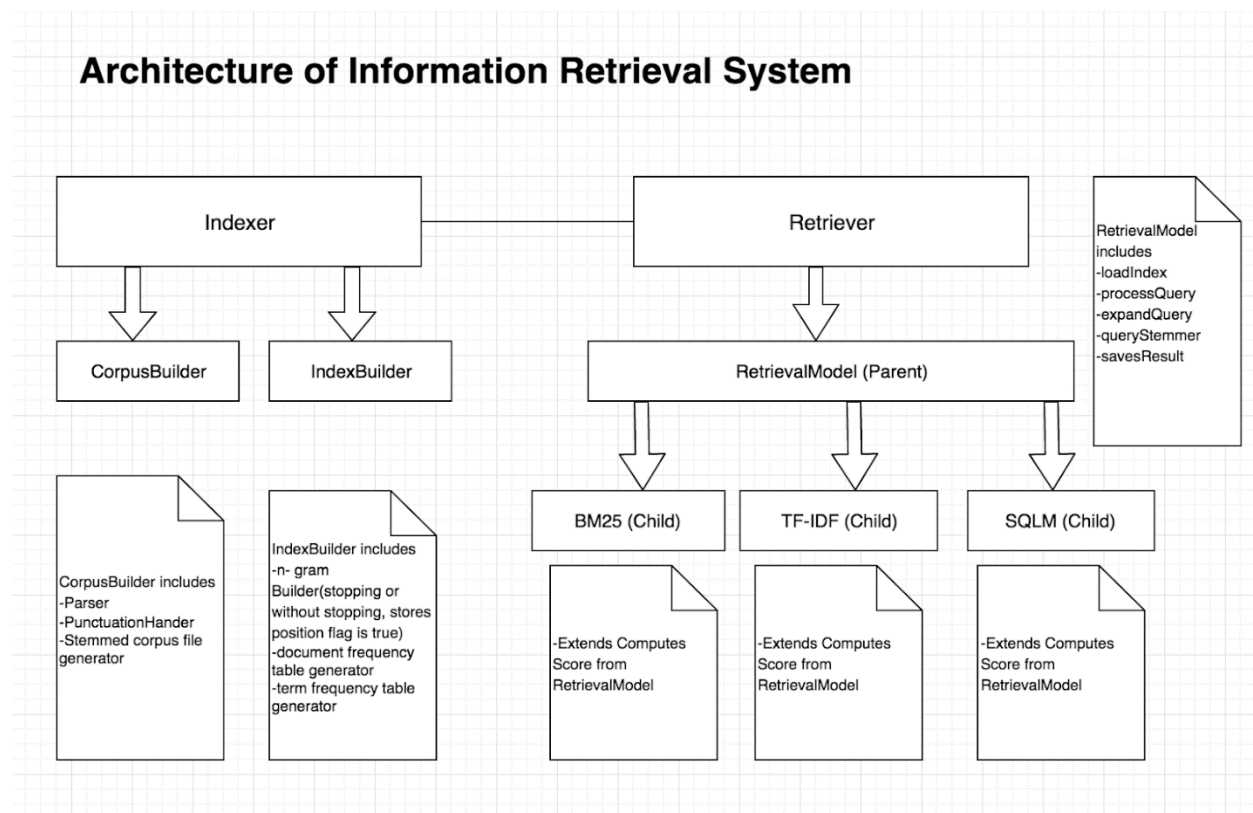 Architecture of Information Retrieval System
Indexer
Retriever
RetrievalModel
includes
-loadIndex
-processQuery
-expandQuery
-queryStemmer
-savesResult
CorpusBuilder
IndexBuilder
RetrievalModel (Parent)
BM25 (Child)
TF-IDF (Child)
SQLM (Child)
CorpusBuilder includes
-Parser
-PunctuationHander
-Stemmed corpus file
generator
IndexBuilder includes
-n- gram
Builder(stopping or
without stopping, stores
position flag is true)
-document frequency
table generator
-term frequency table
generator
-Extends Computes
Score from
RetrievalModel
-Extends Computes
Score from
RetrievalModel
-Extends Computes
Score from
RetrievalModel